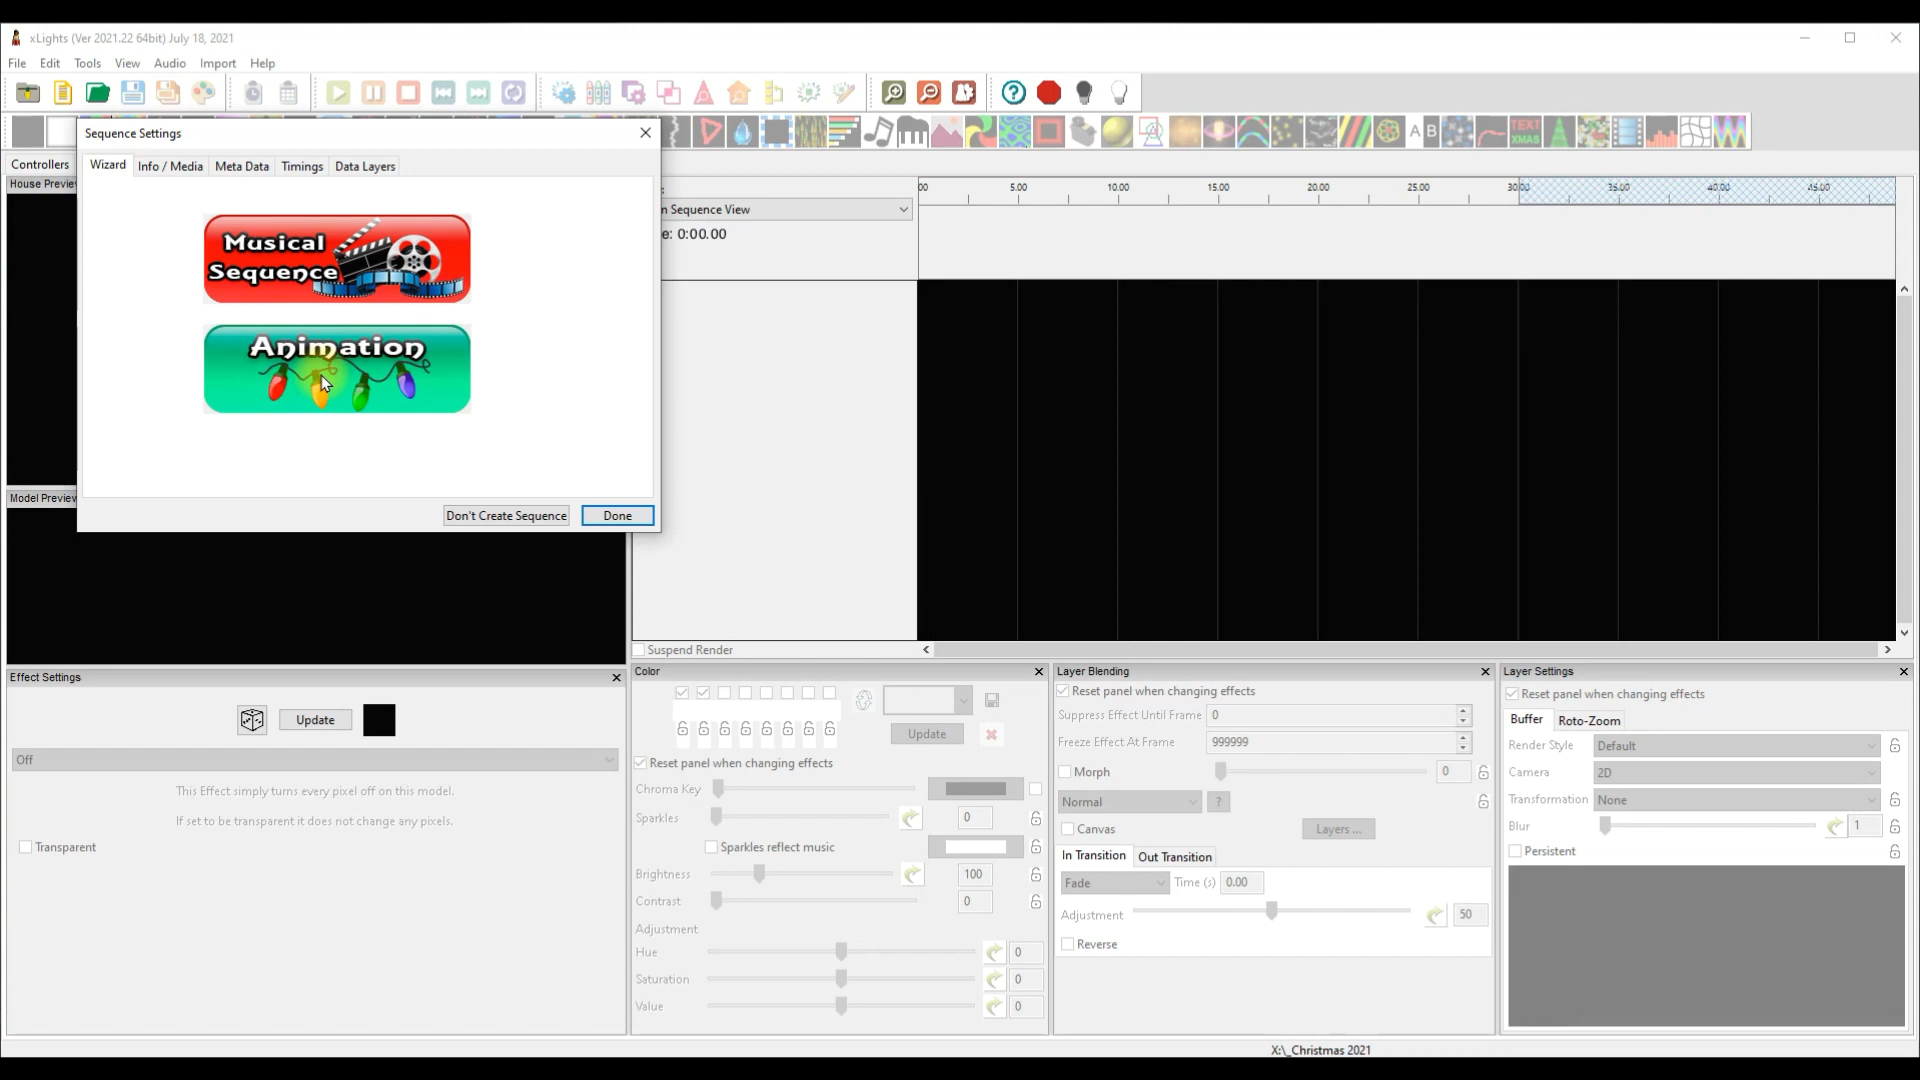 xLights (Ver 2021.22 64bit) July 18, 2021
File Edit Tools View Audio Import Help
Sequence Settings
A B
TEXT
XMAS
Controllers
Wizard Info / Media Meta Data Timings Data Layers
House Preview
5.00 10.00 15.00 20.00 25.00 30.00 35.00 40.00 45.00
n Sequence View
e: 0:00.00
Musical
Sequence
Animation
Model Preview
Don't Create Sequence Done
Suspend Render
Effect Settings
Update
Off
This Effect simply turns every pixel off on this model.
If set to be transparent it does not change any pixels.
Transparent
Color
Update
Reset panel when changing effects
Chroma Key
Sparkles 0
Sparkles reflect music
Brightness 100
Contrast 0
Adjustment
Hue 0
Saturation 0
Value 0
Layer Blending
Reset panel when changing effects
Suppress Effect Until Frame 0
Freeze Effect At Frame 999999
Morph 0
Normal ?
Canvas Layers ...
In Transition Out Transition
Fade Time (s) 0.00
Adjustment 50
Reverse
Layer Settings
Reset panel when changing effects
Buffer Roto-Zoom
Render Style Default
Camera 2D
Transformation None
Blur 1
Persistent
X:\_Christmas 2021